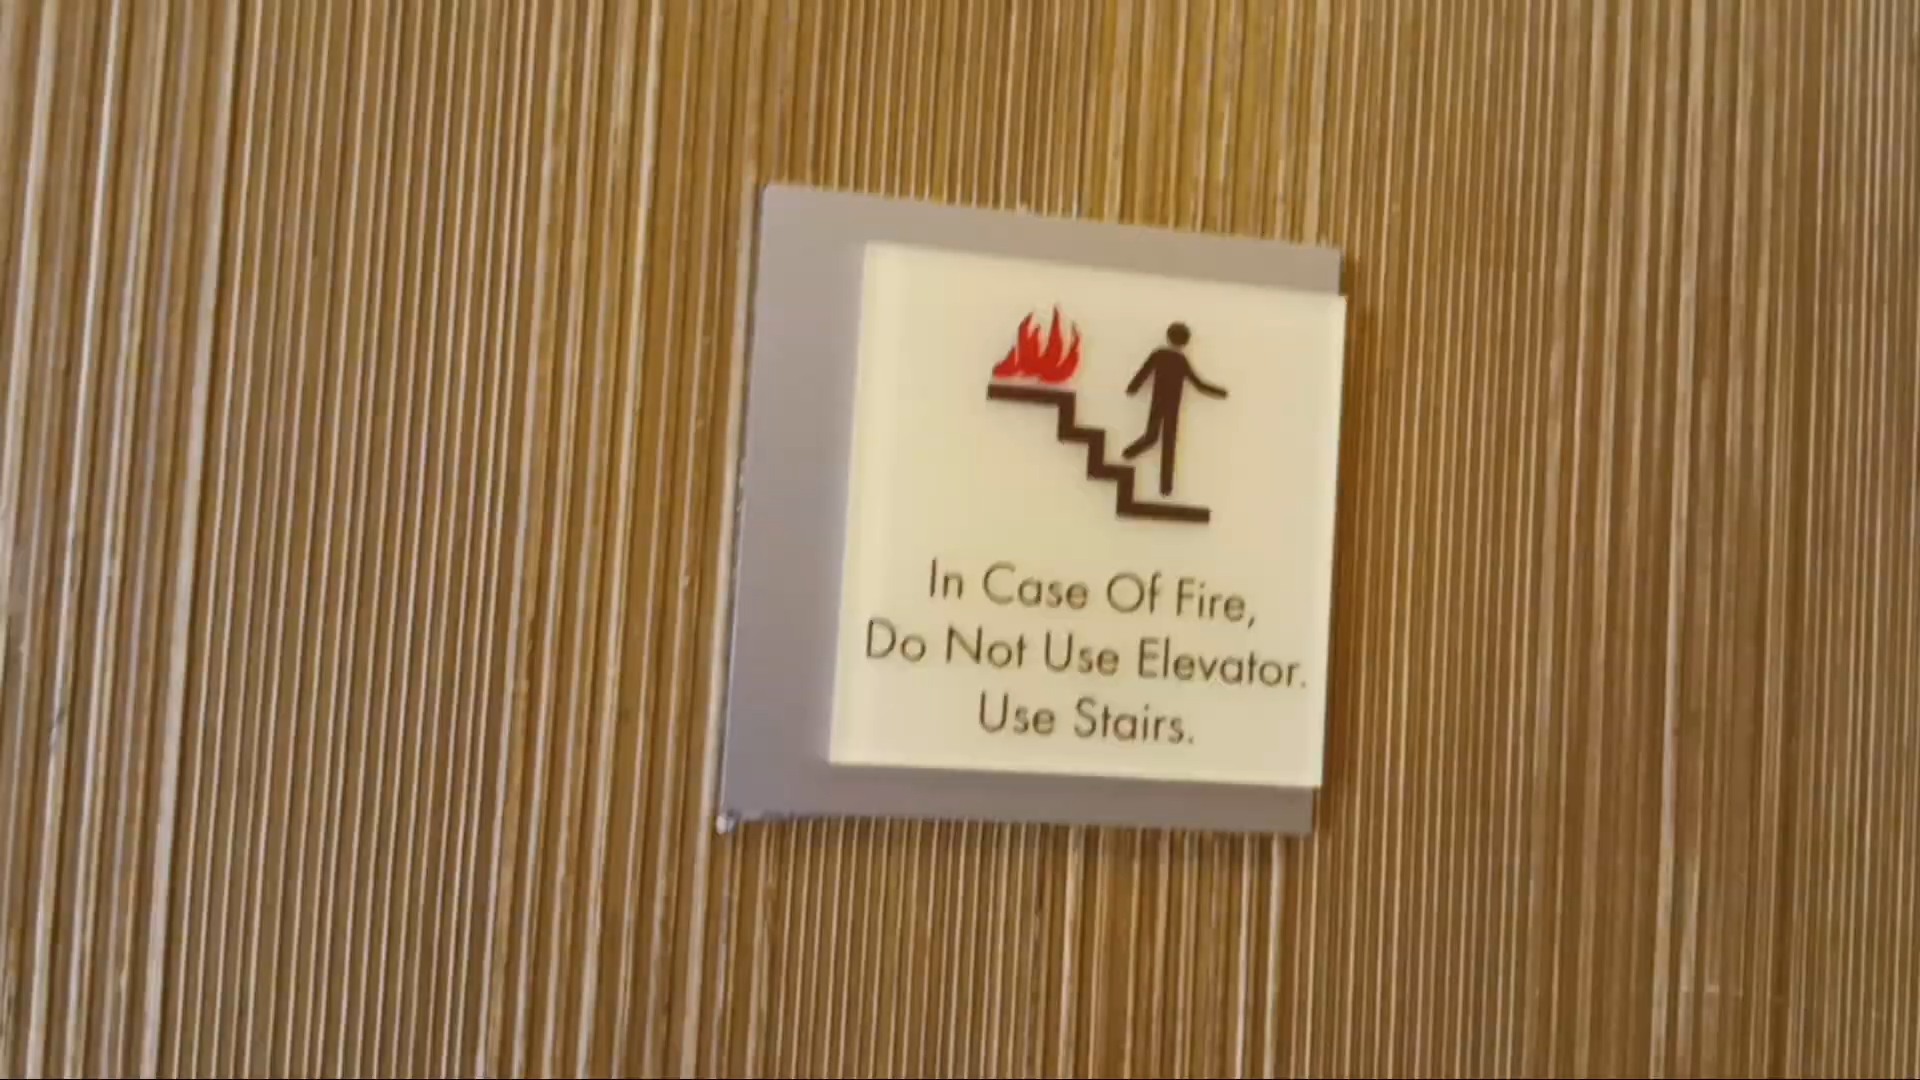 In Case Of Fire,
Do Not Use Elevator.
Use Stairs.